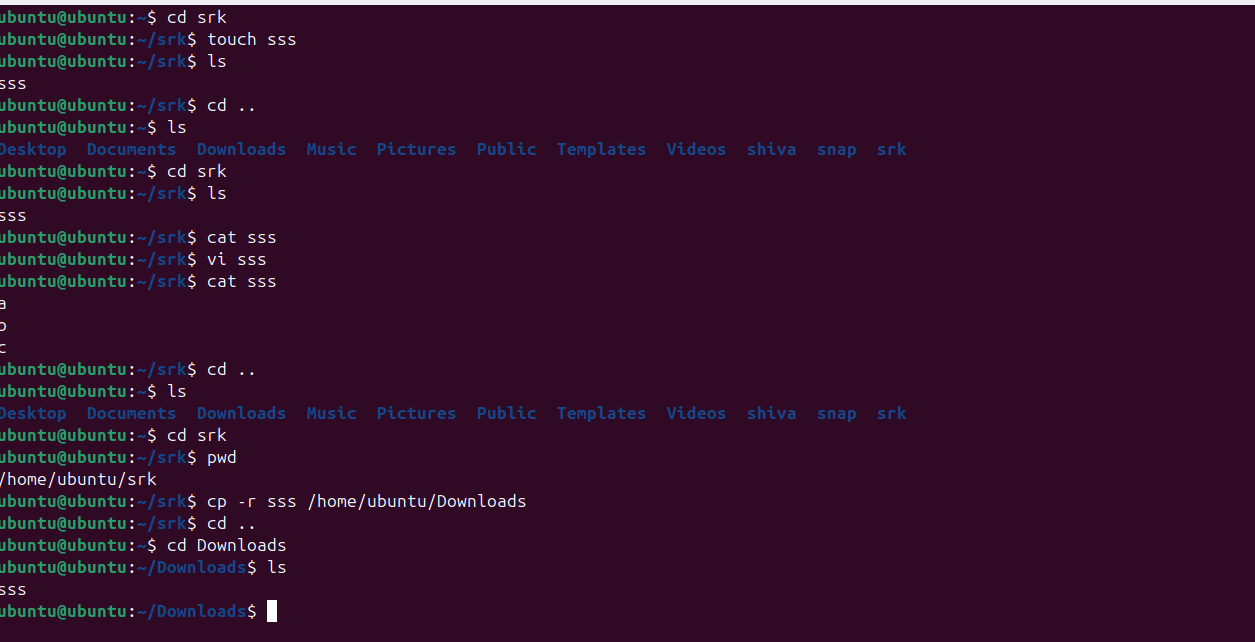 ubuntu@ubuntu:~$ cd srk
ubuntu@ubuntu:~/srk$ touch sss
ubuntu@ubuntu:~/srk$ ls
sss
ubuntu@ubuntu:~/srk$ cd ..
ubuntu@ubuntu:~$ ls
Desktop  Documents  Downloads  Music  Pictures  Public  Templates  Videos  shiva  snap  srk
ubuntu@ubuntu:~$ cd srk
ubuntu@ubuntu:~/srk$ ls
sss
ubuntu@ubuntu:~/srk$ cat sss
ubuntu@ubuntu:~/srk$ vi sss
ubuntu@ubuntu:~/srk$ cat sss
a
b
c
ubuntu@ubuntu:~/srk$ cd ..
ubuntu@ubuntu:~$ ls
Desktop  Documents  Downloads  Music  Pictures  Public  Templates  Videos  shiva  snap  srk
ubuntu@ubuntu:~$ cd srk
ubuntu@ubuntu:~/srk$ pwd
/home/ubuntu/srk
ubuntu@ubuntu:~/srk$ cp -r sss /home/ubuntu/Downloads
ubuntu@ubuntu:~/srk$ cd ..
ubuntu@ubuntu:~$ cd Downloads
ubuntu@ubuntu:~/Downloads$ ls
sss
ubuntu@ubuntu:~/Downloads$